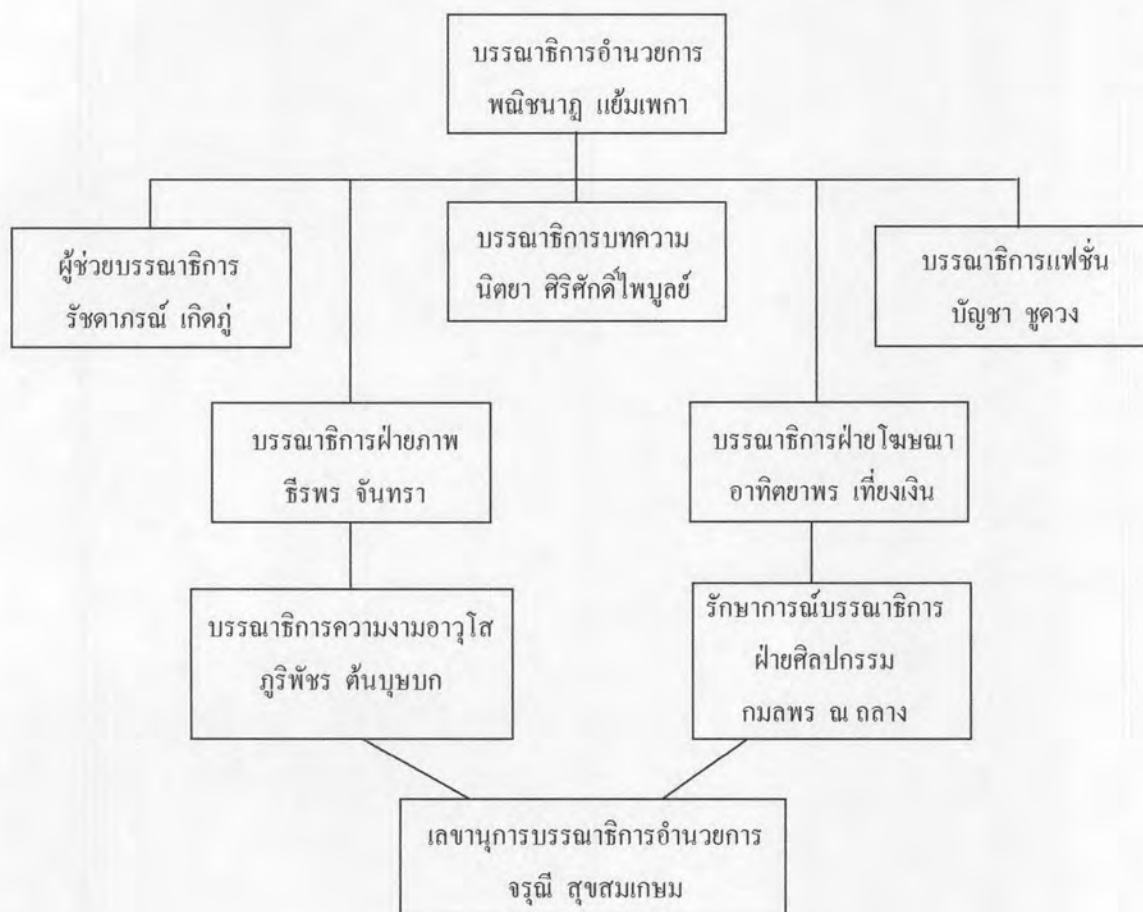 บรรณาธิการอำนวยการ
พณิชนาฏ แย้มเพกา
ผู้ช่วยบรรณาธิการ
รัชดาภรณ์ เกิดภู่
บรรณาธิการบทความ
นิตยา ศิริศักดิ์ไพบูลย์
บรรณาธิการแฟชั่น
บัญชา ชูดวง
บรรณาธิการฝ่ายภาพ
ธีรพร จันทรา
บรรณาธิการฝ่ายโฆษณา
อาทิตยาพร เที่ยงเงิน
บรรณาธิการความงามอาวุโส
ภูริพัชร ต้นบุษบก
รักษาการณ์บรรณาธิการ
ฝ่ายศิลปกรรม
กมลพร ณ ถลาง
เลขานุการบรรณาธิการอำนวยการ
จรุณี สุขสมเกษม